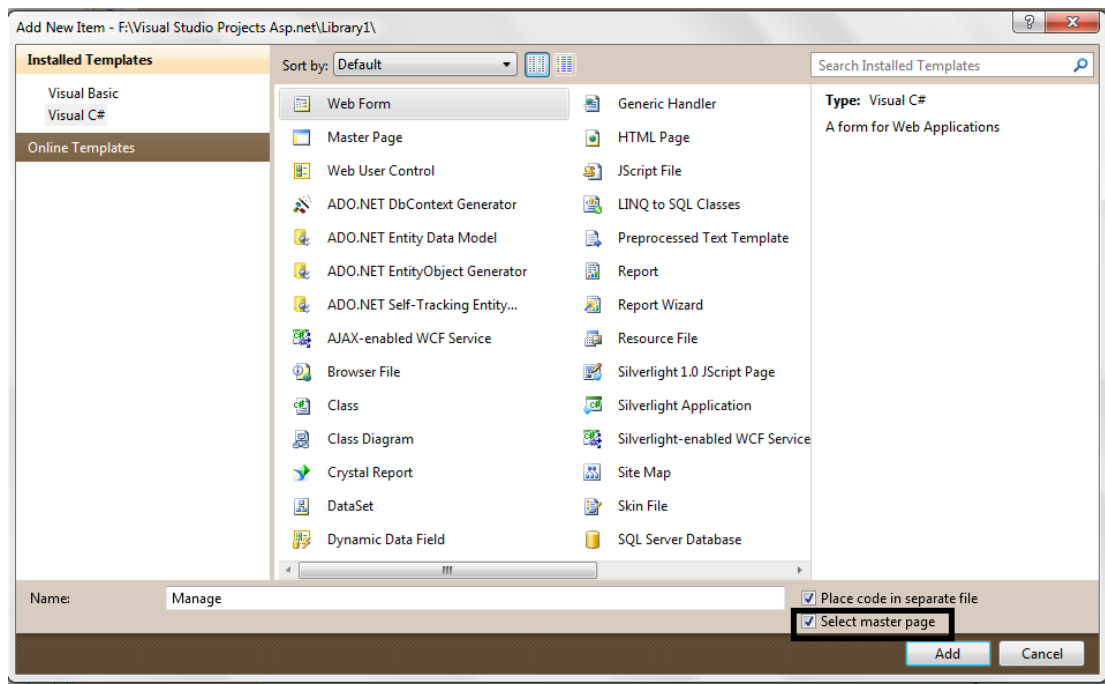 Add New Item - F:\Visual Studio Projects Asp.net\Library1\
Installed Templates
Visual Basic
Visual C#
Online Templates
Sort by: Default
Search Installed Templates
Web Form
Master Page
Web User Control
ADO.NET DbContext Generator
ADO.NET Entity Data Model
ADO.NET EntityObject Generator
ADO.NET Self-Tracking Entity...
AJAX-enabled WCF Service
Browser File
Class
Class Diagram
Crystal Report
DataSet
Dynamic Data Field
Generic Handler
HTML Page
JScript File
LINQ to SQL Classes
Preprocessed Text Template
Report
Report Wizard
Resource File
Silverlight 1.0 JScript Page
Silverlight Application
Silverlight-enabled WCF Service
Site Map
Skin File
SQL Server Database
Type: Visual C#
A form for Web Applications
Name: Manage
Place code in separate file
Select master page
Add Cancel